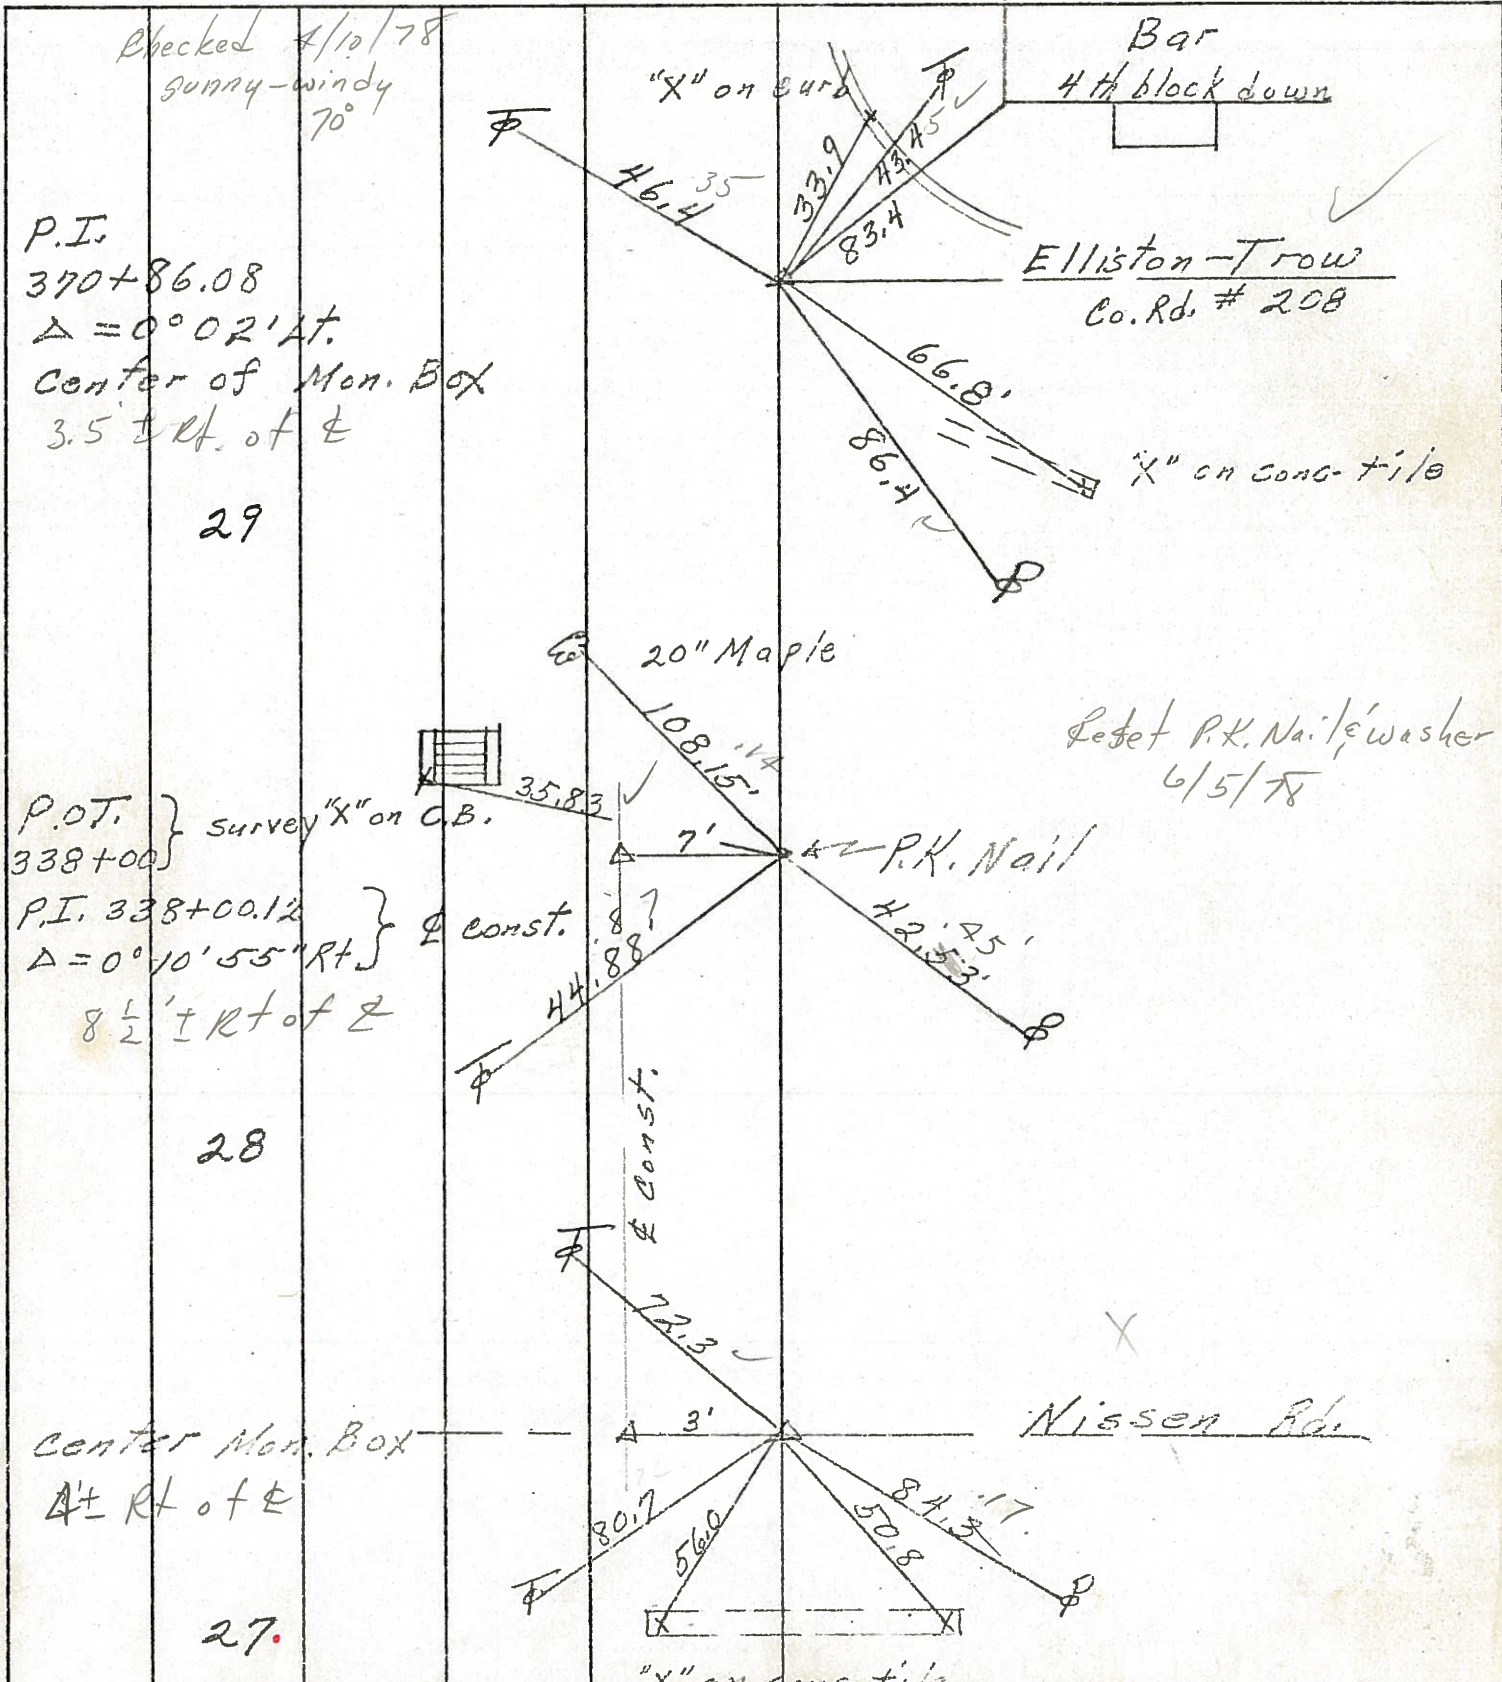 Checked 4/10/78
sunny-windy
70°
"X" on curb
Bar
4th block down
46.4 35
33.9
43.45
83.4
P.I.
370+86.08
Δ = 0° 02' Lt.
Center of Mon. Box
3.5 ± Rt. of ℄
Elliston-Trow
Co. Rd. # 208
66.8'
86.4
"X" on conc. tile
29
20" Maple
108.15'
Reset P.K. Nail & washer
6/5/78
35.83
P.O.T.
338+00
survey "X" on C.B.
7'
P.K. Nail
P.I. 338+00.12
Δ = 0° 10' 55" Rt.
℄ const.
8 1/2' ± Rt of ℄
44.88' .87
42.53' .45'
28
℄ Const.
72.3
X
Center Mon. Box
4'± Rt of ℄
3'
Nissen Rd.
80.7
56.0
50.8
84.3 .17
27.
"X" on conc. tile